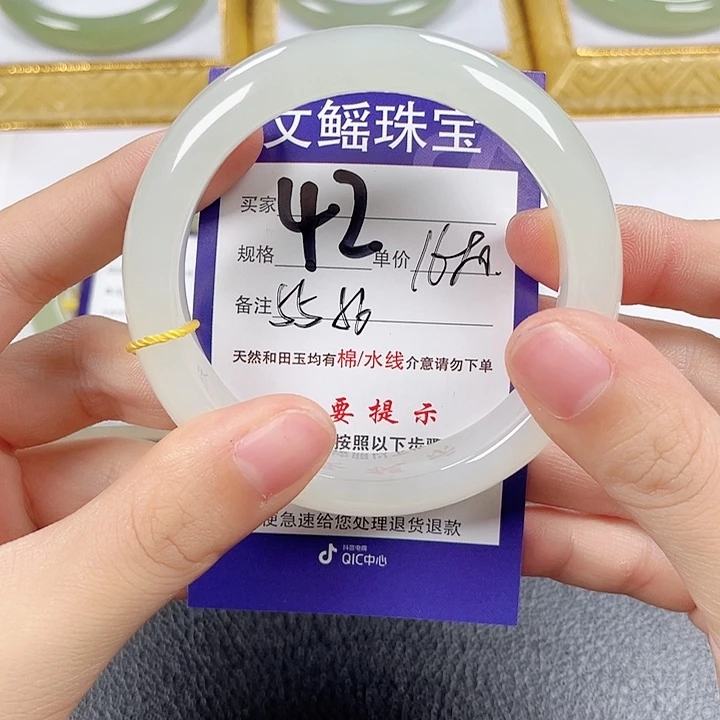 文鳐珠宝
买家 42
规格 单价
备注 55
天然和田玉均有棉/水线介意请勿下单
要提示
按照以下步骤
便急速给您处理退货退款
抖音电商
QIC中心